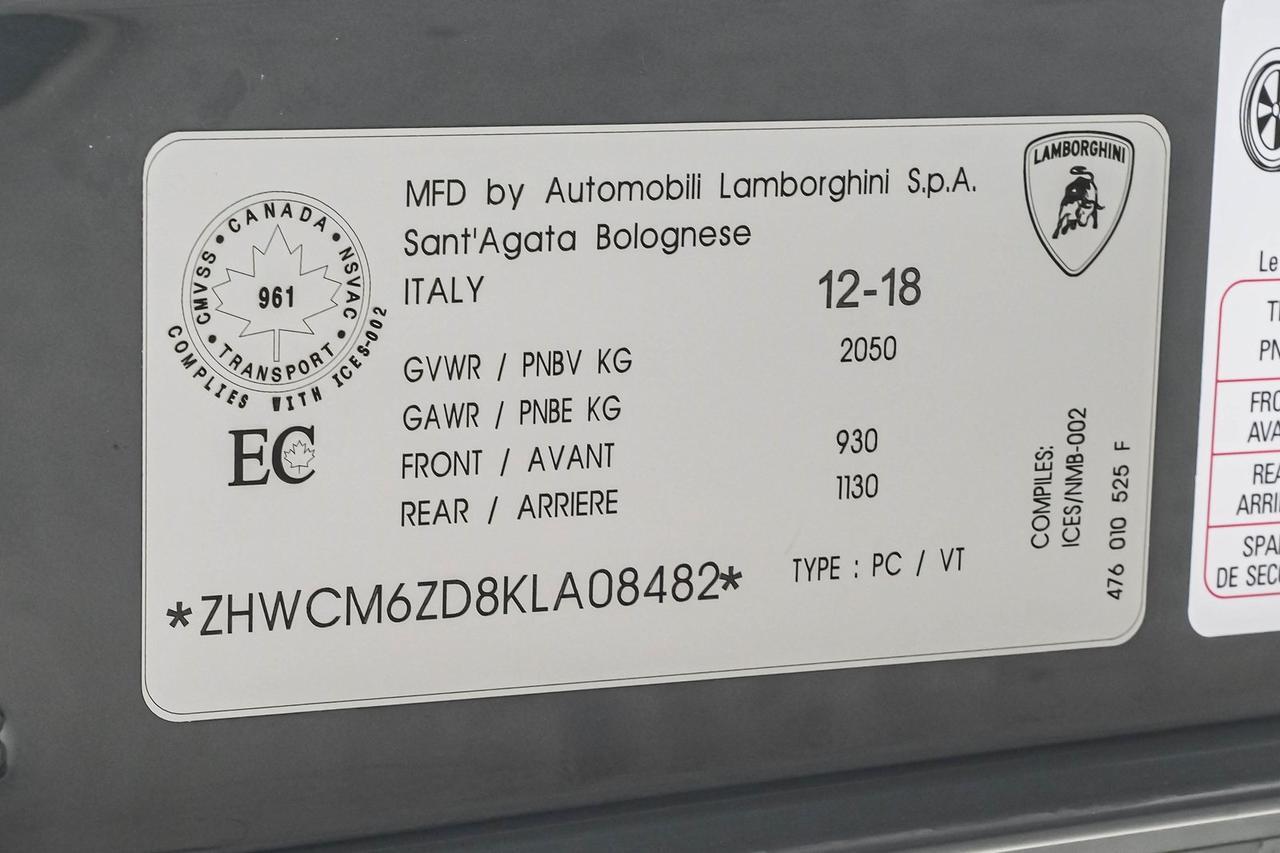 MFD by Automobili Lamborghini S.p.A.
Sant'Agata Bolognese
ITALY
12-18
LAMBORGHINI
• CANADA •
CMVSS
NSVAC
961
• TRANSPORT •
COMPLIES WITH ICES-002
EC
GVWR / PNBV KG 2050
GAWR / PNBE KG
FRONT / AVANT 930
REAR / ARRIERE 1130
*ZHWCM6ZD8KLA08482*
TYPE : PC / VT
COMPILES:
ICES/NMB-002
476 010 525 F
Le
DE